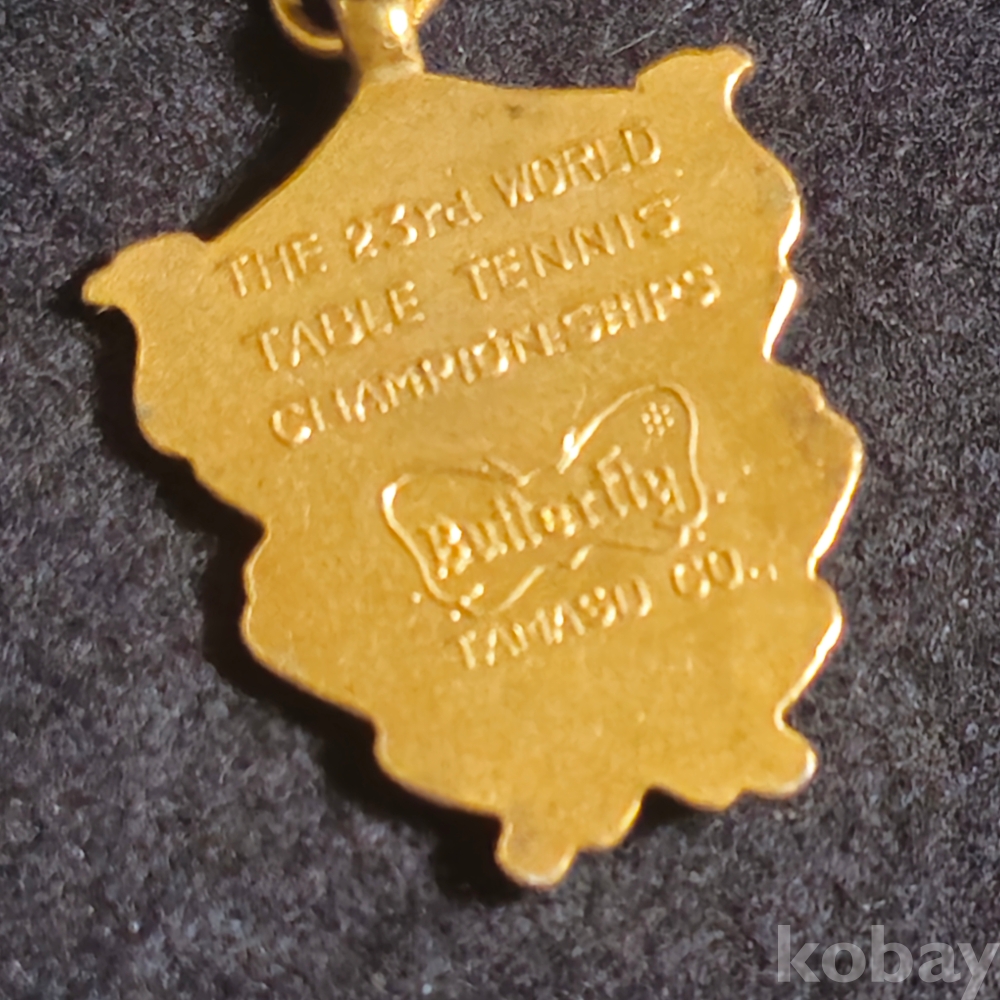 THE 23rd WORLD
TABLE TENNIS
CHAMPIONSHIPS
Butterfly
TAMASU CO.,
kobay